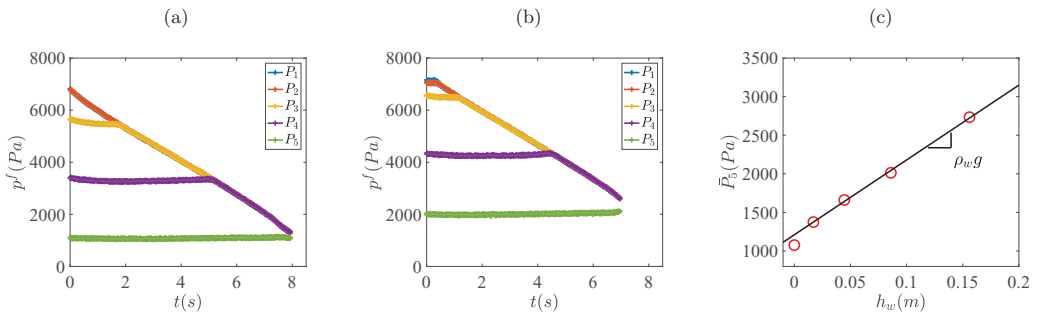 (a)
8000
6000
4000
2000
0
p^f(Pa)
0 2 4 6 8
t(s)
P_1
P_2
P_3
P_4
P_5
(b)
8000
6000
4000
2000
0
p^f(Pa)
0 2 4 6 8
t(s)
P_1
P_2
P_3
P_4
P_5
(c)
3500
3000
2500
2000
1500
1000
P̄_5(Pa)
ρ_w g
0 0.05 0.1 0.15 0.2
h_w(m)